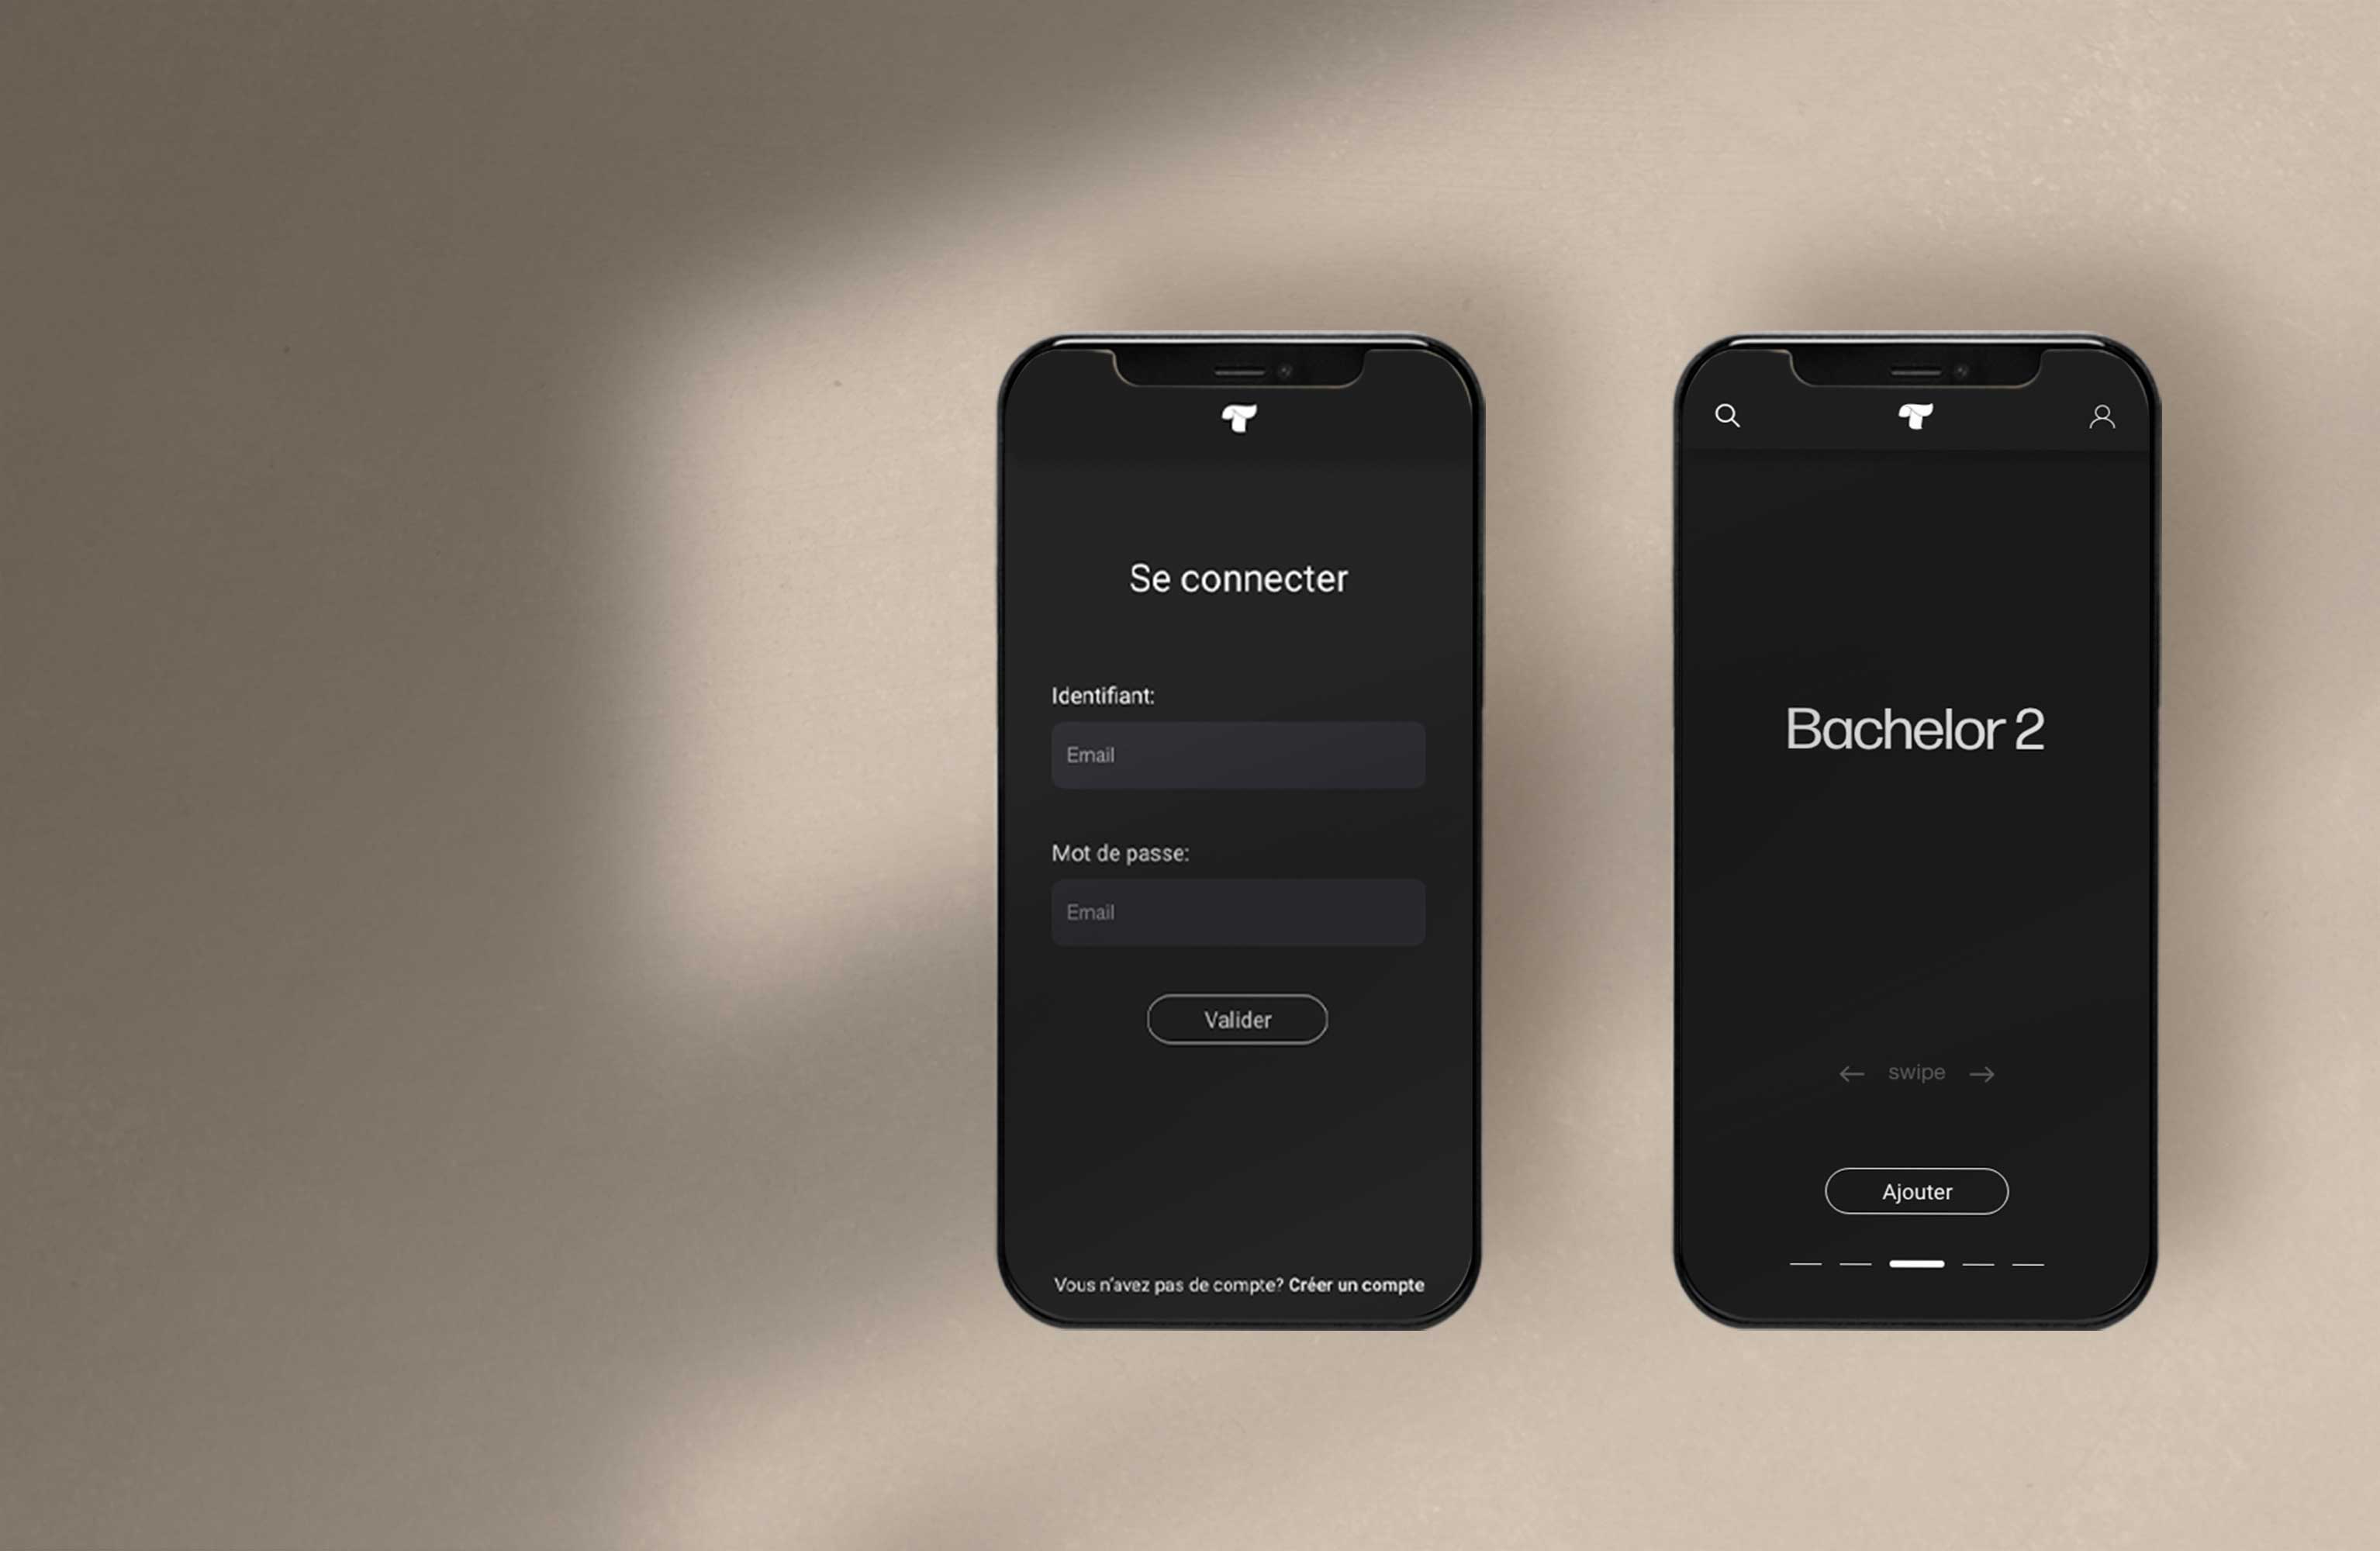 Se connecter
Identifiant:
Email
Mot de passe:
Email
Valider
Vous n'avez pas de compte? Créer un compte
Bachelor 2
← swipe →
Ajouter